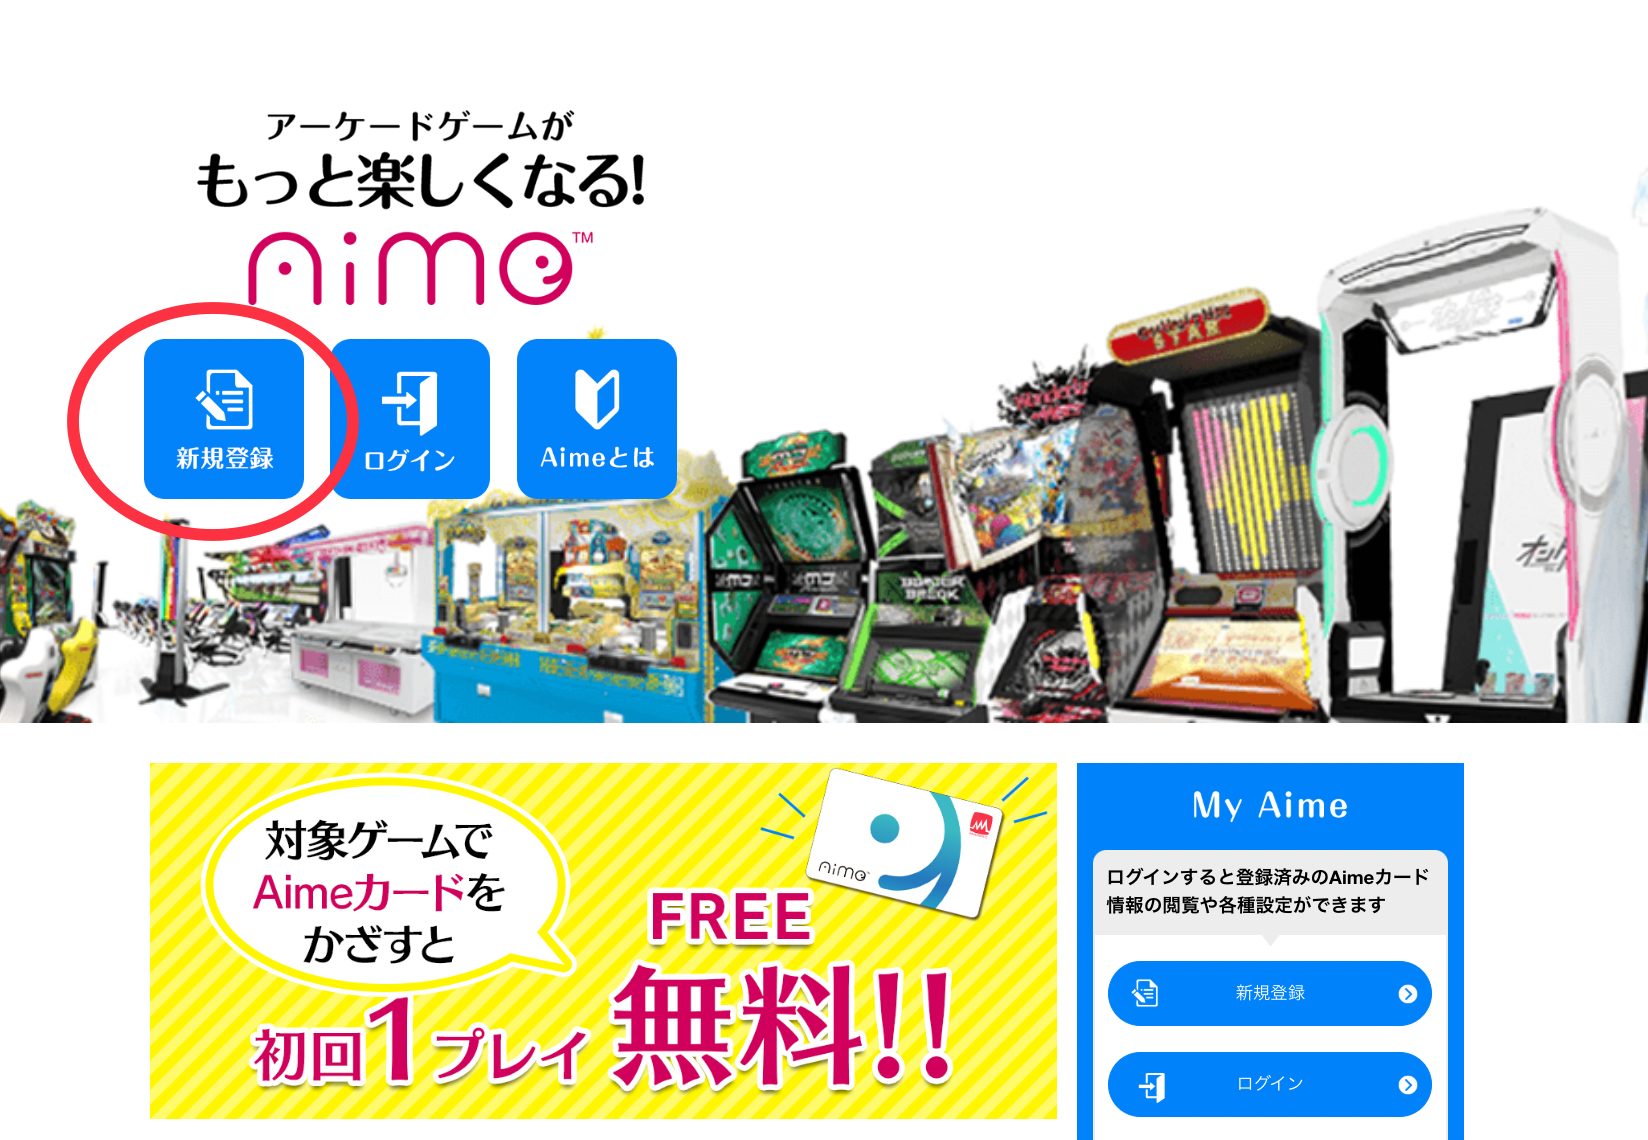 アーケードゲームが
もっと楽しくなる!
Aime™
新規登録
ログイン
Aimeとは
STAR
BORDER
BREAK
対象ゲームで
Aimeカードを
かざすと
Aime
FREE
初回1プレイ 無料!!
My Aime
ログインすると登録済みのAimeカード
情報の閲覧や各種設定ができます
新規登録
ログイン